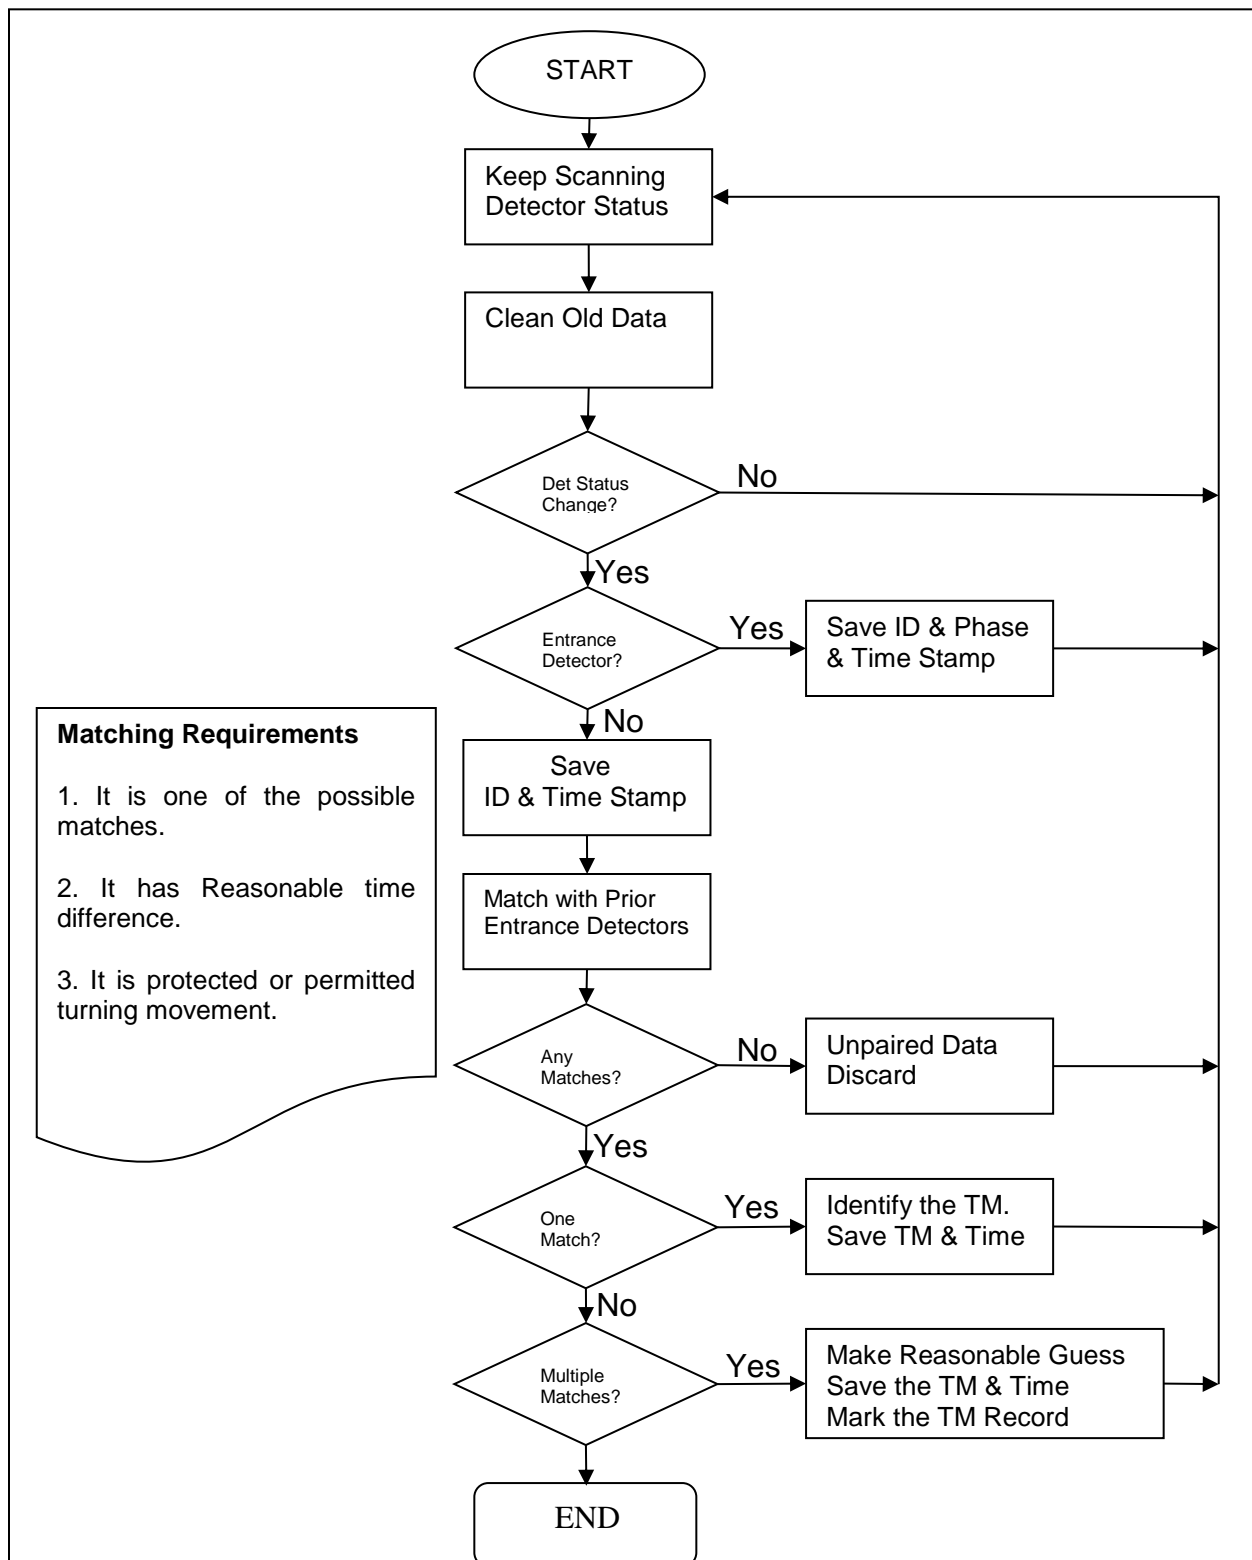 START
Keep Scanning
Detector Status
Clean Old Data
Det Status
Change?
No
Yes
Entrance
Detector?
Yes
Save ID & Phase
& Time Stamp
No
Save
ID & Time Stamp
Matching Requirements
1. It is one of the possible
matches.
2. It has Reasonable time
difference.
3. It is protected or permitted
turning movement.
Match with Prior
Entrance Detectors
Any
Matches?
No
Unpaired Data
Discard
Yes
One
Match?
Yes
Identify the TM.
Save TM & Time
No
Multiple
Matches?
Yes
Make Reasonable Guess
Save the TM & Time
Mark the TM Record
END